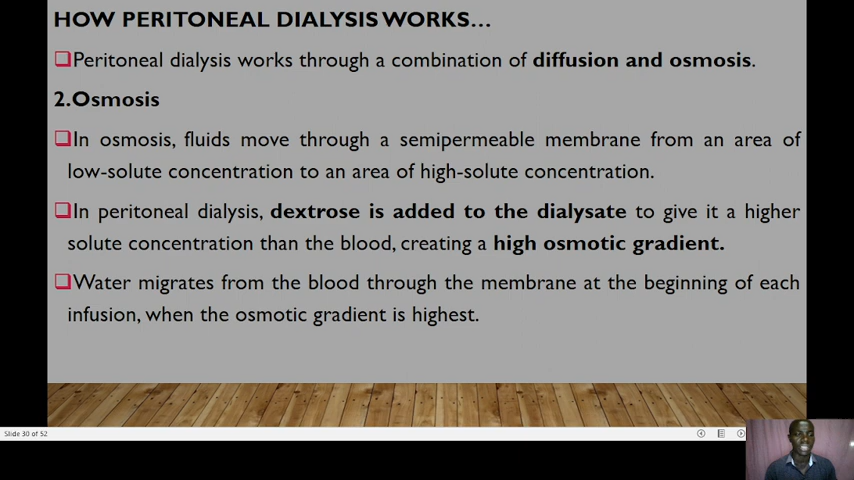 HOW PERITONEAL DIALYSIS WORKS…
❑Peritoneal dialysis works through a combination of diffusion and osmosis.
2.Osmosis
❑In osmosis, fluids move through a semipermeable membrane from an area of
low-solute concentration to an area of high-solute concentration.
❑In peritoneal dialysis, dextrose is added to the dialysate to give it a higher
solute concentration than the blood, creating a high osmotic gradient.
❑Water migrates from the blood through the membrane at the beginning of each
infusion, when the osmotic gradient is highest.
Slide 30 of 52